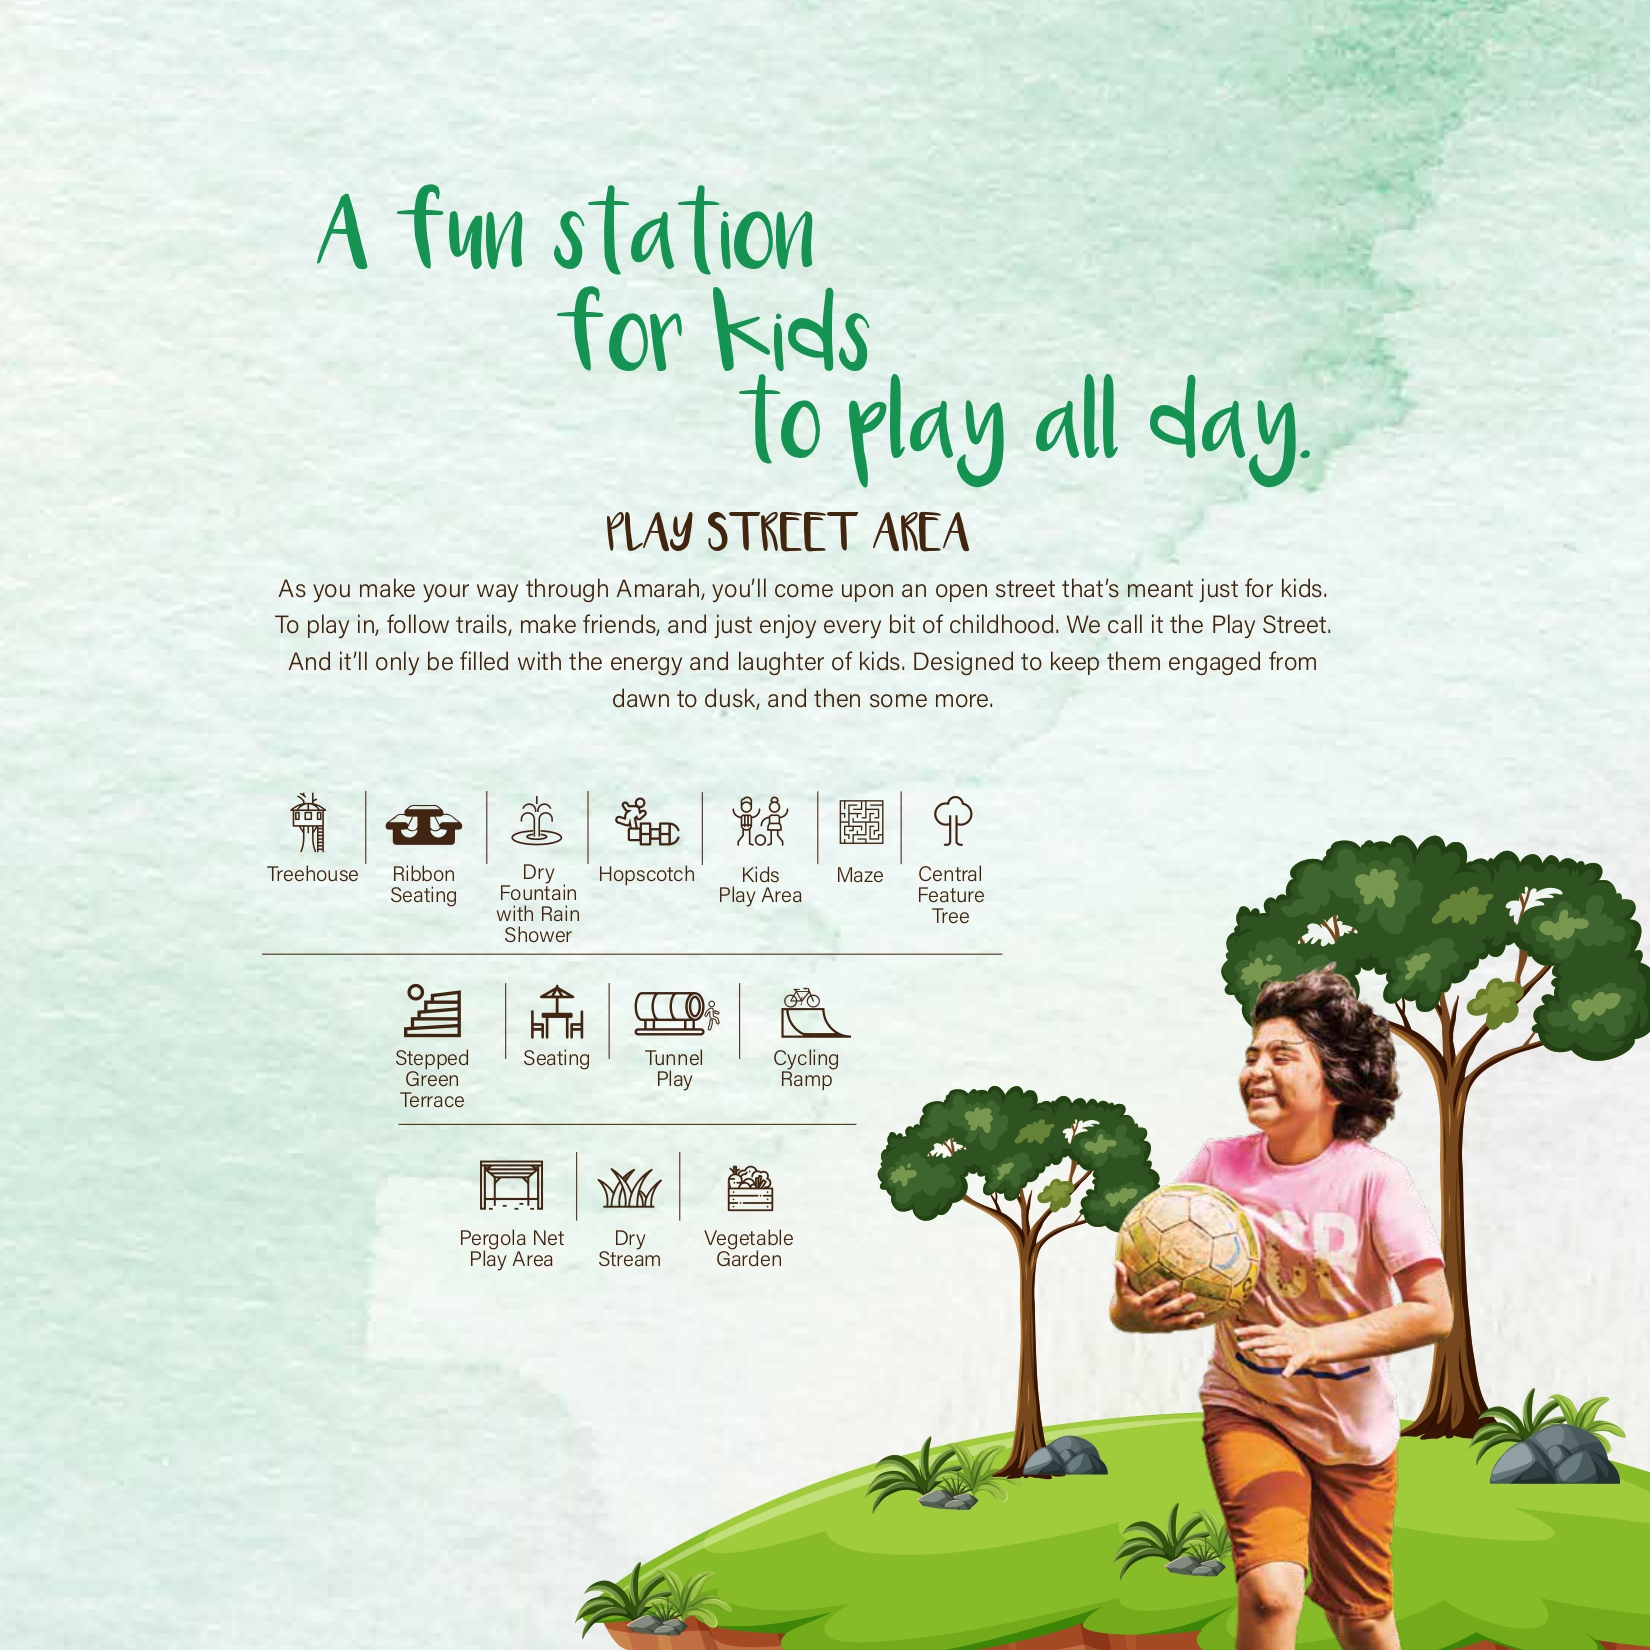 A fun station
for kids
to play all day.
PLAY STREET AREA
As you make your way through Amarah, you'll come upon an open street that's meant just for kids.
To play in, follow trails, make friends, and just enjoy every bit of childhood. We call it the Play Street.
And it'll only be filled with the energy and laughter of kids. Designed to keep them engaged from
dawn to dusk, and then some more.
Treehouse
Ribbon
Seating
Dry
Fountain
with Rain
Shower
Hopscotch
Kids
Play Area
Maze
Central
Feature
Tree
Stepped
Green
Terrace
Seating
Tunnel
Play
Cycling
Ramp
Pergola Net
Play Area
Dry
Stream
Vegetable
Garden